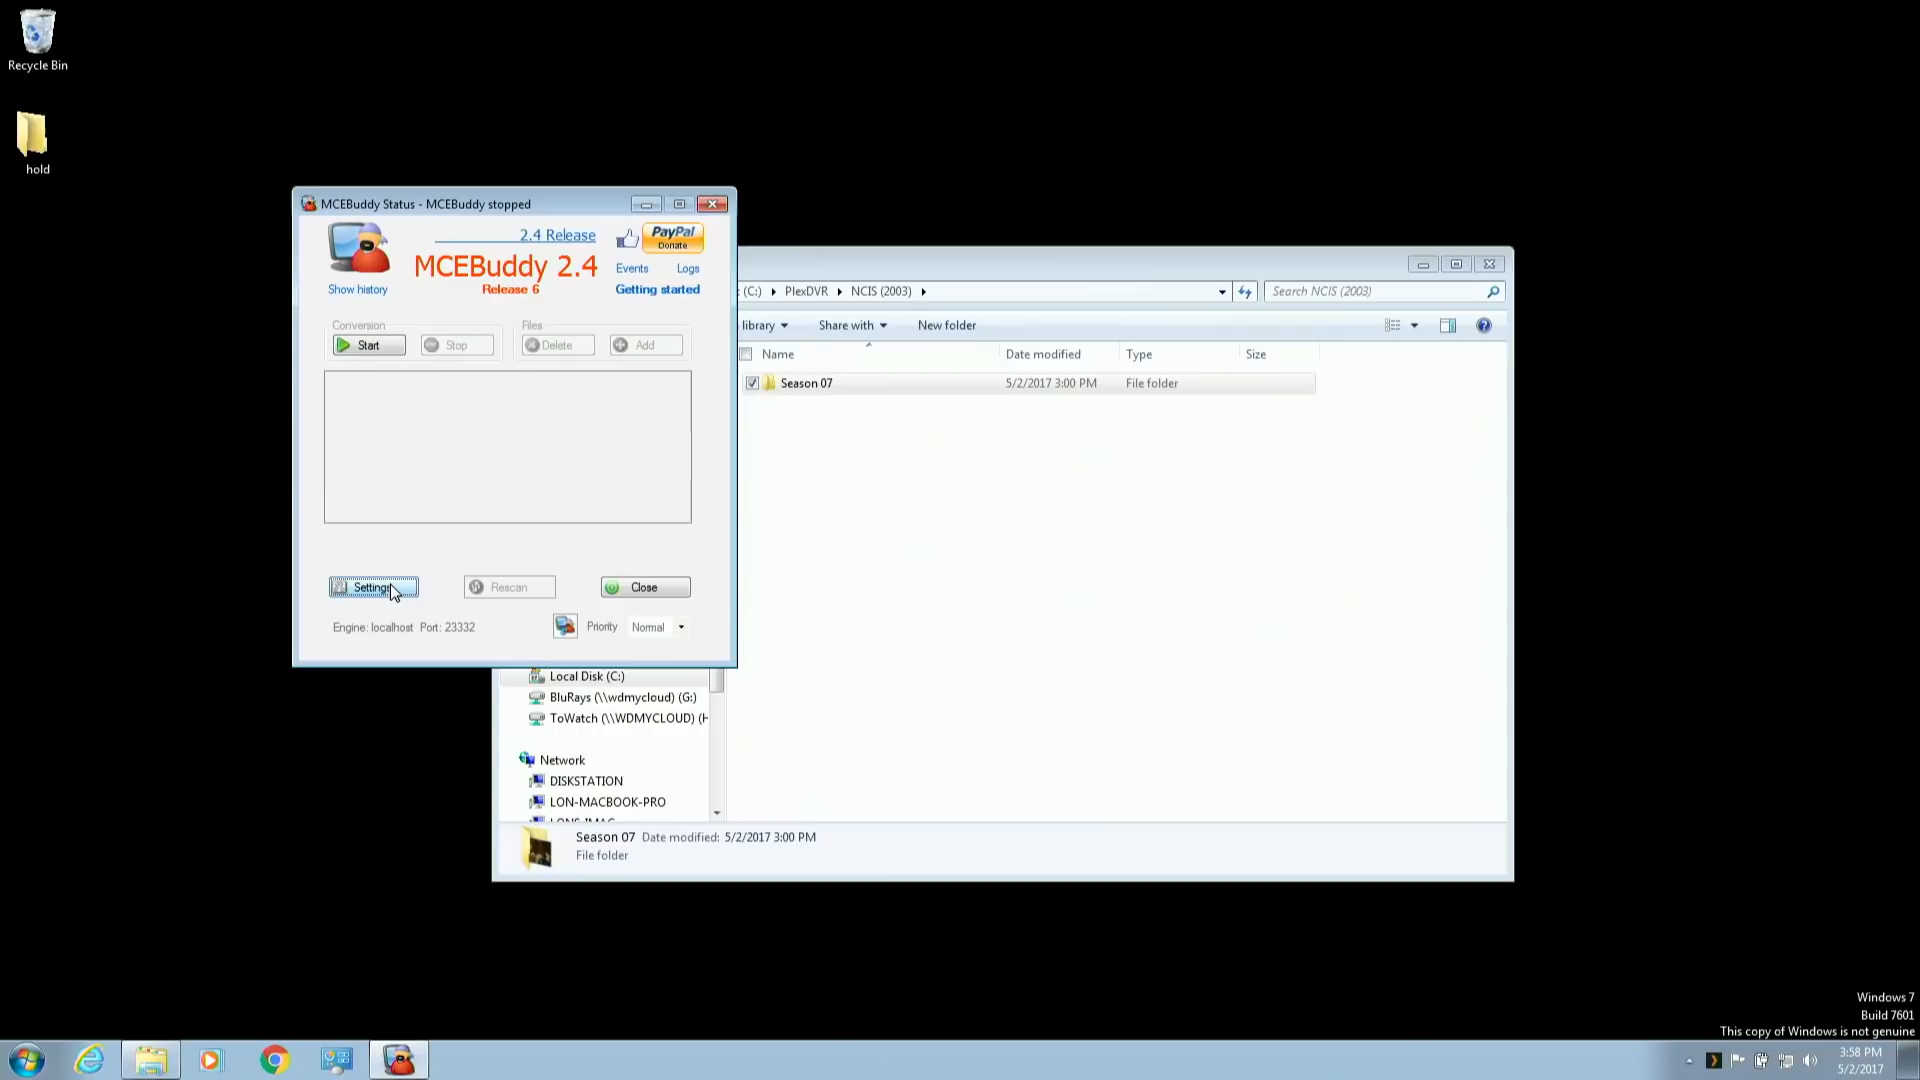 Recycle Bin
hold
MCEBuddy Status - MCEBuddy stopped
2.4 Release
PayPal
Donate
MCEBuddy 2.4
Events
Logs
Show history
Release 6
Getting started
Conversion
Files
Start
Stop
Delete
Add
Settings
Rescan
Close
Engine: localhost Port: 23332
Priority
Normal
(C:)
PlexDVR
NCIS (2003)
Search NCIS (2003)
library
Share with
New folder
Name
Date modified
Type
Size
Season 07
5/2/2017 3:00 PM
File folder
Local Disk (C:)
BluRays (\\wdmycloud) (G:)
ToWatch (\\WDMYCLOUD) (H
Network
DISKSTATION
LON-MACBOOK-PRO
Season 07 Date modified: 5/2/2017 3:00 PM
File folder
Windows 7
Build 7601
This copy of Windows is not genuine
3:58 PM
5/2/2017